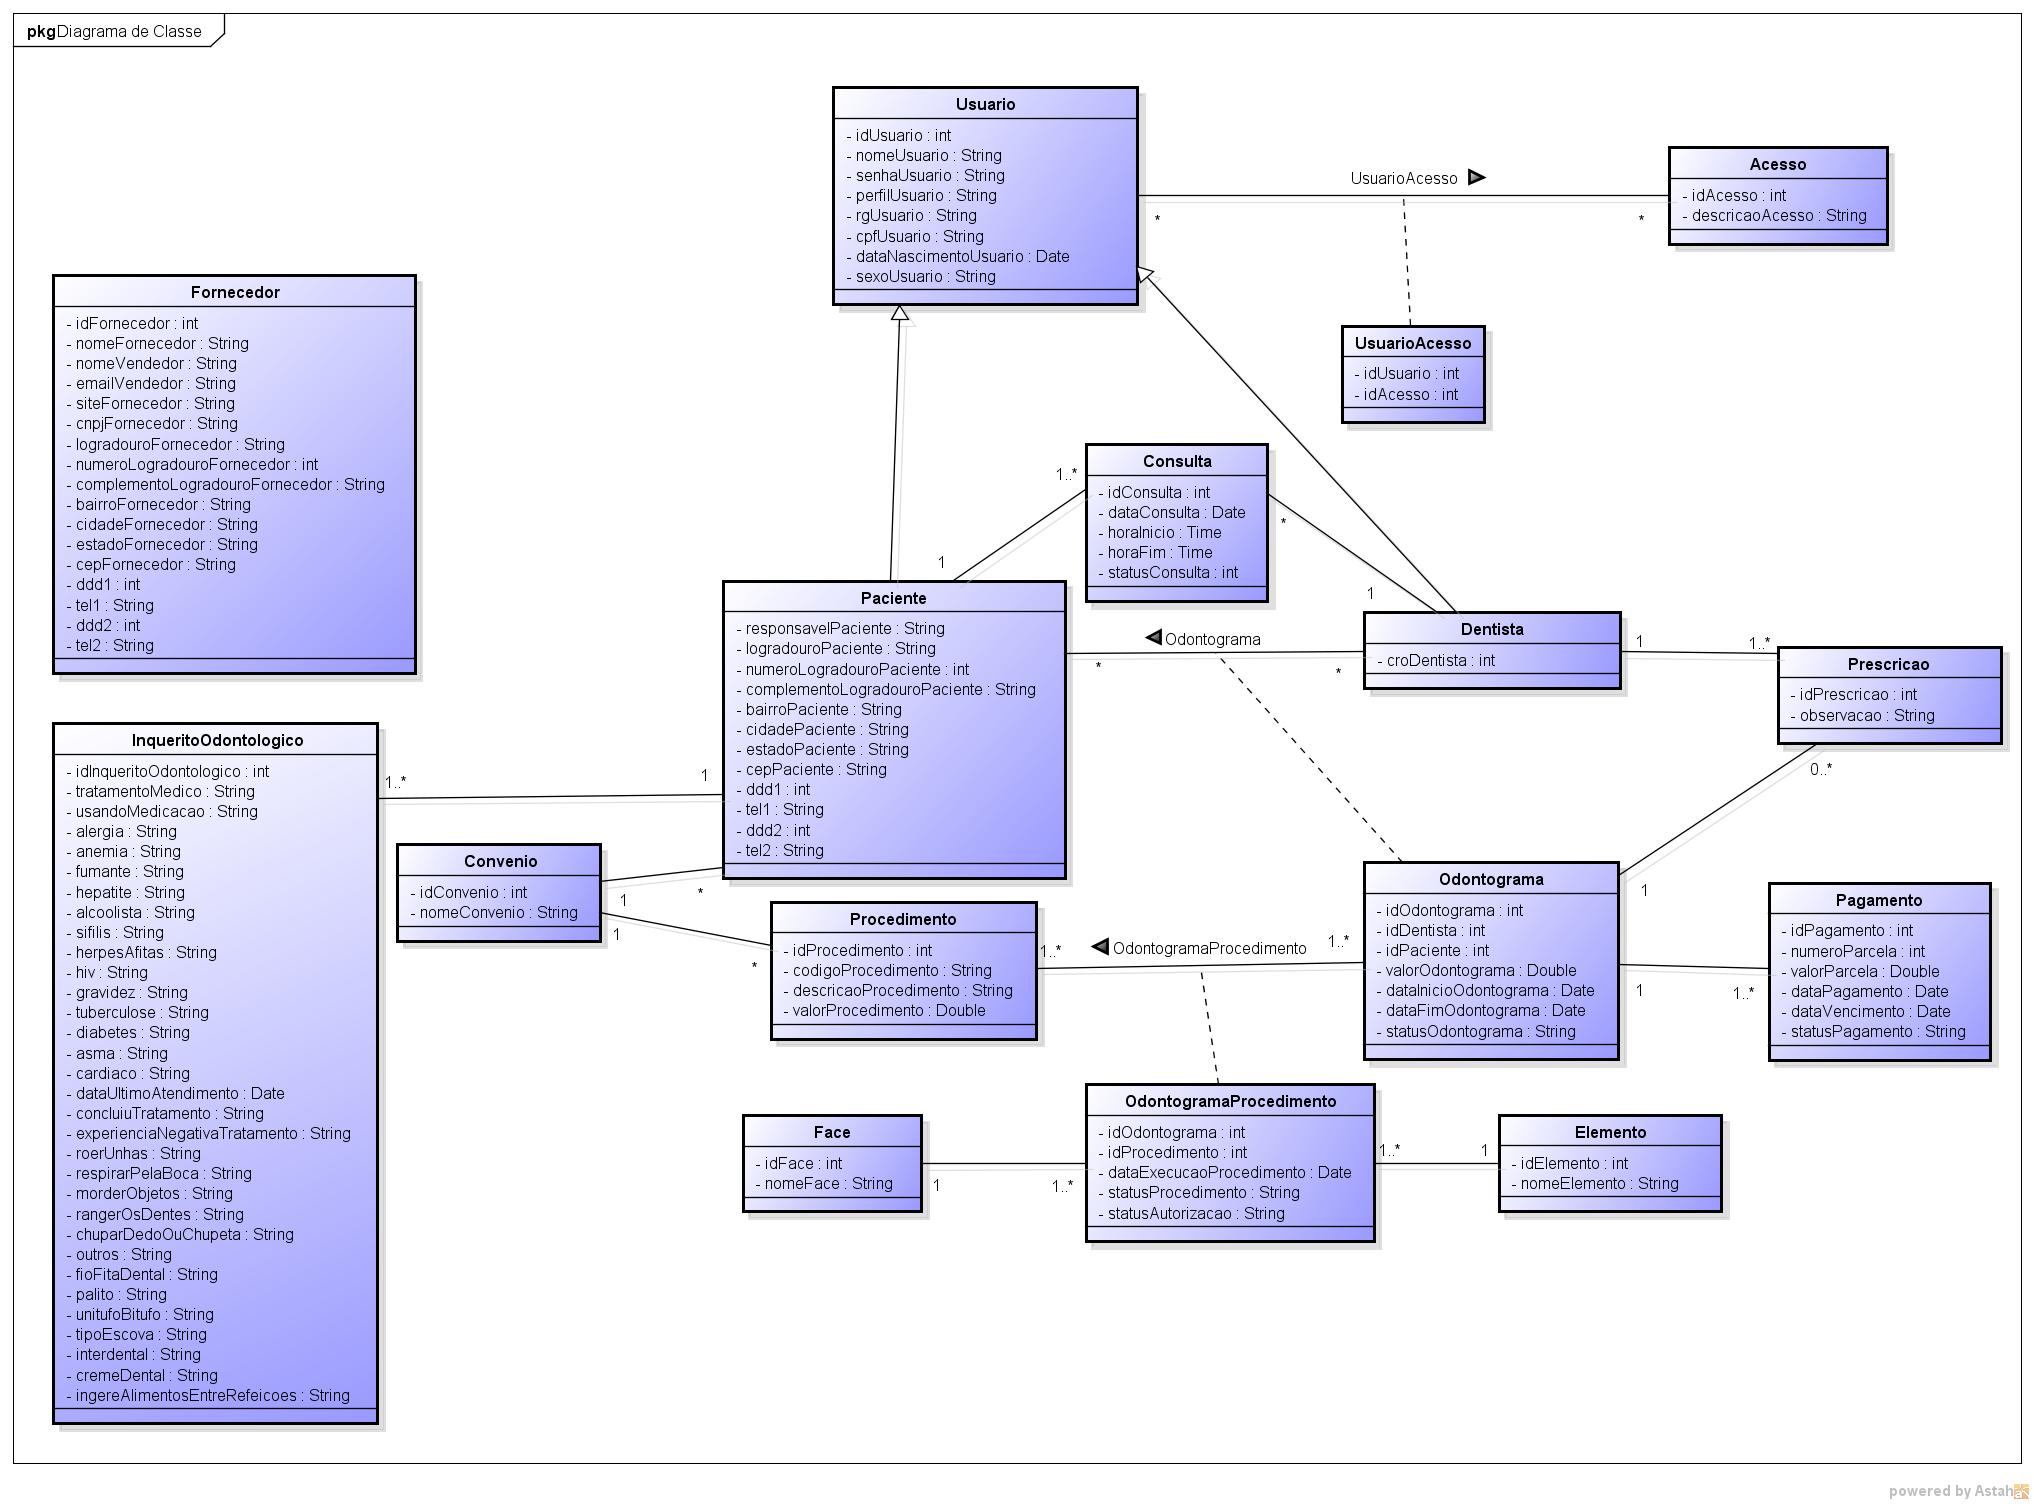 pkg Diagrama de Classe
Usuario
- idUsuario : int
- nomeUsuario : String
- senhaUsuario : String
- perfilUsuario : String
- rgUsuario : String
- cpfUsuario : String
- dataNascimentoUsuario : Date
- sexoUsuario : String
UsuarioAcesso
*
*
Acesso
- idAcesso : int
- descricaoAcesso : String
UsuarioAcesso
- idUsuario : int
- idAcesso : int
Fornecedor
- idFornecedor : int
- nomeFornecedor : String
- nomeVendedor : String
- emailVendedor : String
- siteFornecedor : String
- cnpjFornecedor : String
- logradouroFornecedor : String
- numeroLogradouroFornecedor : int
- complementoLogradouroFornecedor : String
- bairroFornecedor : String
- cidadeFornecedor : String
- estadoFornecedor : String
- cepFornecedor : String
- ddd1 : int
- tel1 : String
- ddd2 : int
- tel2 : String
Consulta
- idConsulta : int
- dataConsulta : Date
- horaInicio : Time
- horaFim : Time
- statusConsulta : int
1..*
1
*
1
Paciente
- responsavelPaciente : String
- logradouroPaciente : String
- numeroLogradouroPaciente : int
- complementoLogradouroPaciente : String
- bairroPaciente : String
- cidadePaciente : String
- estadoPaciente : String
- cepPaciente : String
- ddd1 : int
- tel1 : String
- ddd2 : int
- tel2 : String
Odontograma
*
*
Dentista
- croDentista : int
1
1..*
Prescricao
- idPrescricao : int
- observacao : String
0..*
1
InqueritoOdontologico
- idInqueritoOdontologico : int
- tratamentoMedico : String
- usandoMedicacao : String
- alergia : String
- anemia : String
- fumante : String
- hepatite : String
- alcoolista : String
- sifilis : String
- herpesAfitas : String
- hiv : String
- gravidez : String
- tuberculose : String
- diabetes : String
- asma : String
- cardiaco : String
- dataUltimoAtendimento : Date
- concluiuTratamento : String
- experienciaNegativaTratamento : String
- roerUnhas : String
- respirarPelaBoca : String
- morderObjetos : String
- rangerOsDentes : String
- chuparDedoOuChupeta : String
- outros : String
- fioFitaDental : String
- palito : String
- unitufoBitufo : String
- tipoEscova : String
- interdental : String
- cremeDental : String
- ingereAlimentosEntreRefeicoes : String
1..*
1
Convenio
- idConvenio : int
- nomeConvenio : String
1
*
1
*
Procedimento
- idProcedimento : int
- codigoProcedimento : String
- descricaoProcedimento : String
- valorProcedimento : Double
OdontogramaProcedimento
1..*
1..*
Odontograma
- idOdontograma : int
- idDentista : int
- idPaciente : int
- valorOdontograma : Double
- dataInicioOdontograma : Date
- dataFimOdontograma : Date
- statusOdontograma : String
1
1..*
Pagamento
- idPagamento : int
- numeroParcela : int
- valorParcela : Double
- dataPagamento : Date
- dataVencimento : Date
- statusPagamento : String
Face
- idFace : int
- nomeFace : String
1
1..*
OdontogramaProcedimento
- idOdontograma : int
- idProcedimento : int
- dataExecucaoProcedimento : Date
- statusProcedimento : String
- statusAutorizacao : String
1..*
1
Elemento
- idElemento : int
- nomeElemento : String
powered by Astah